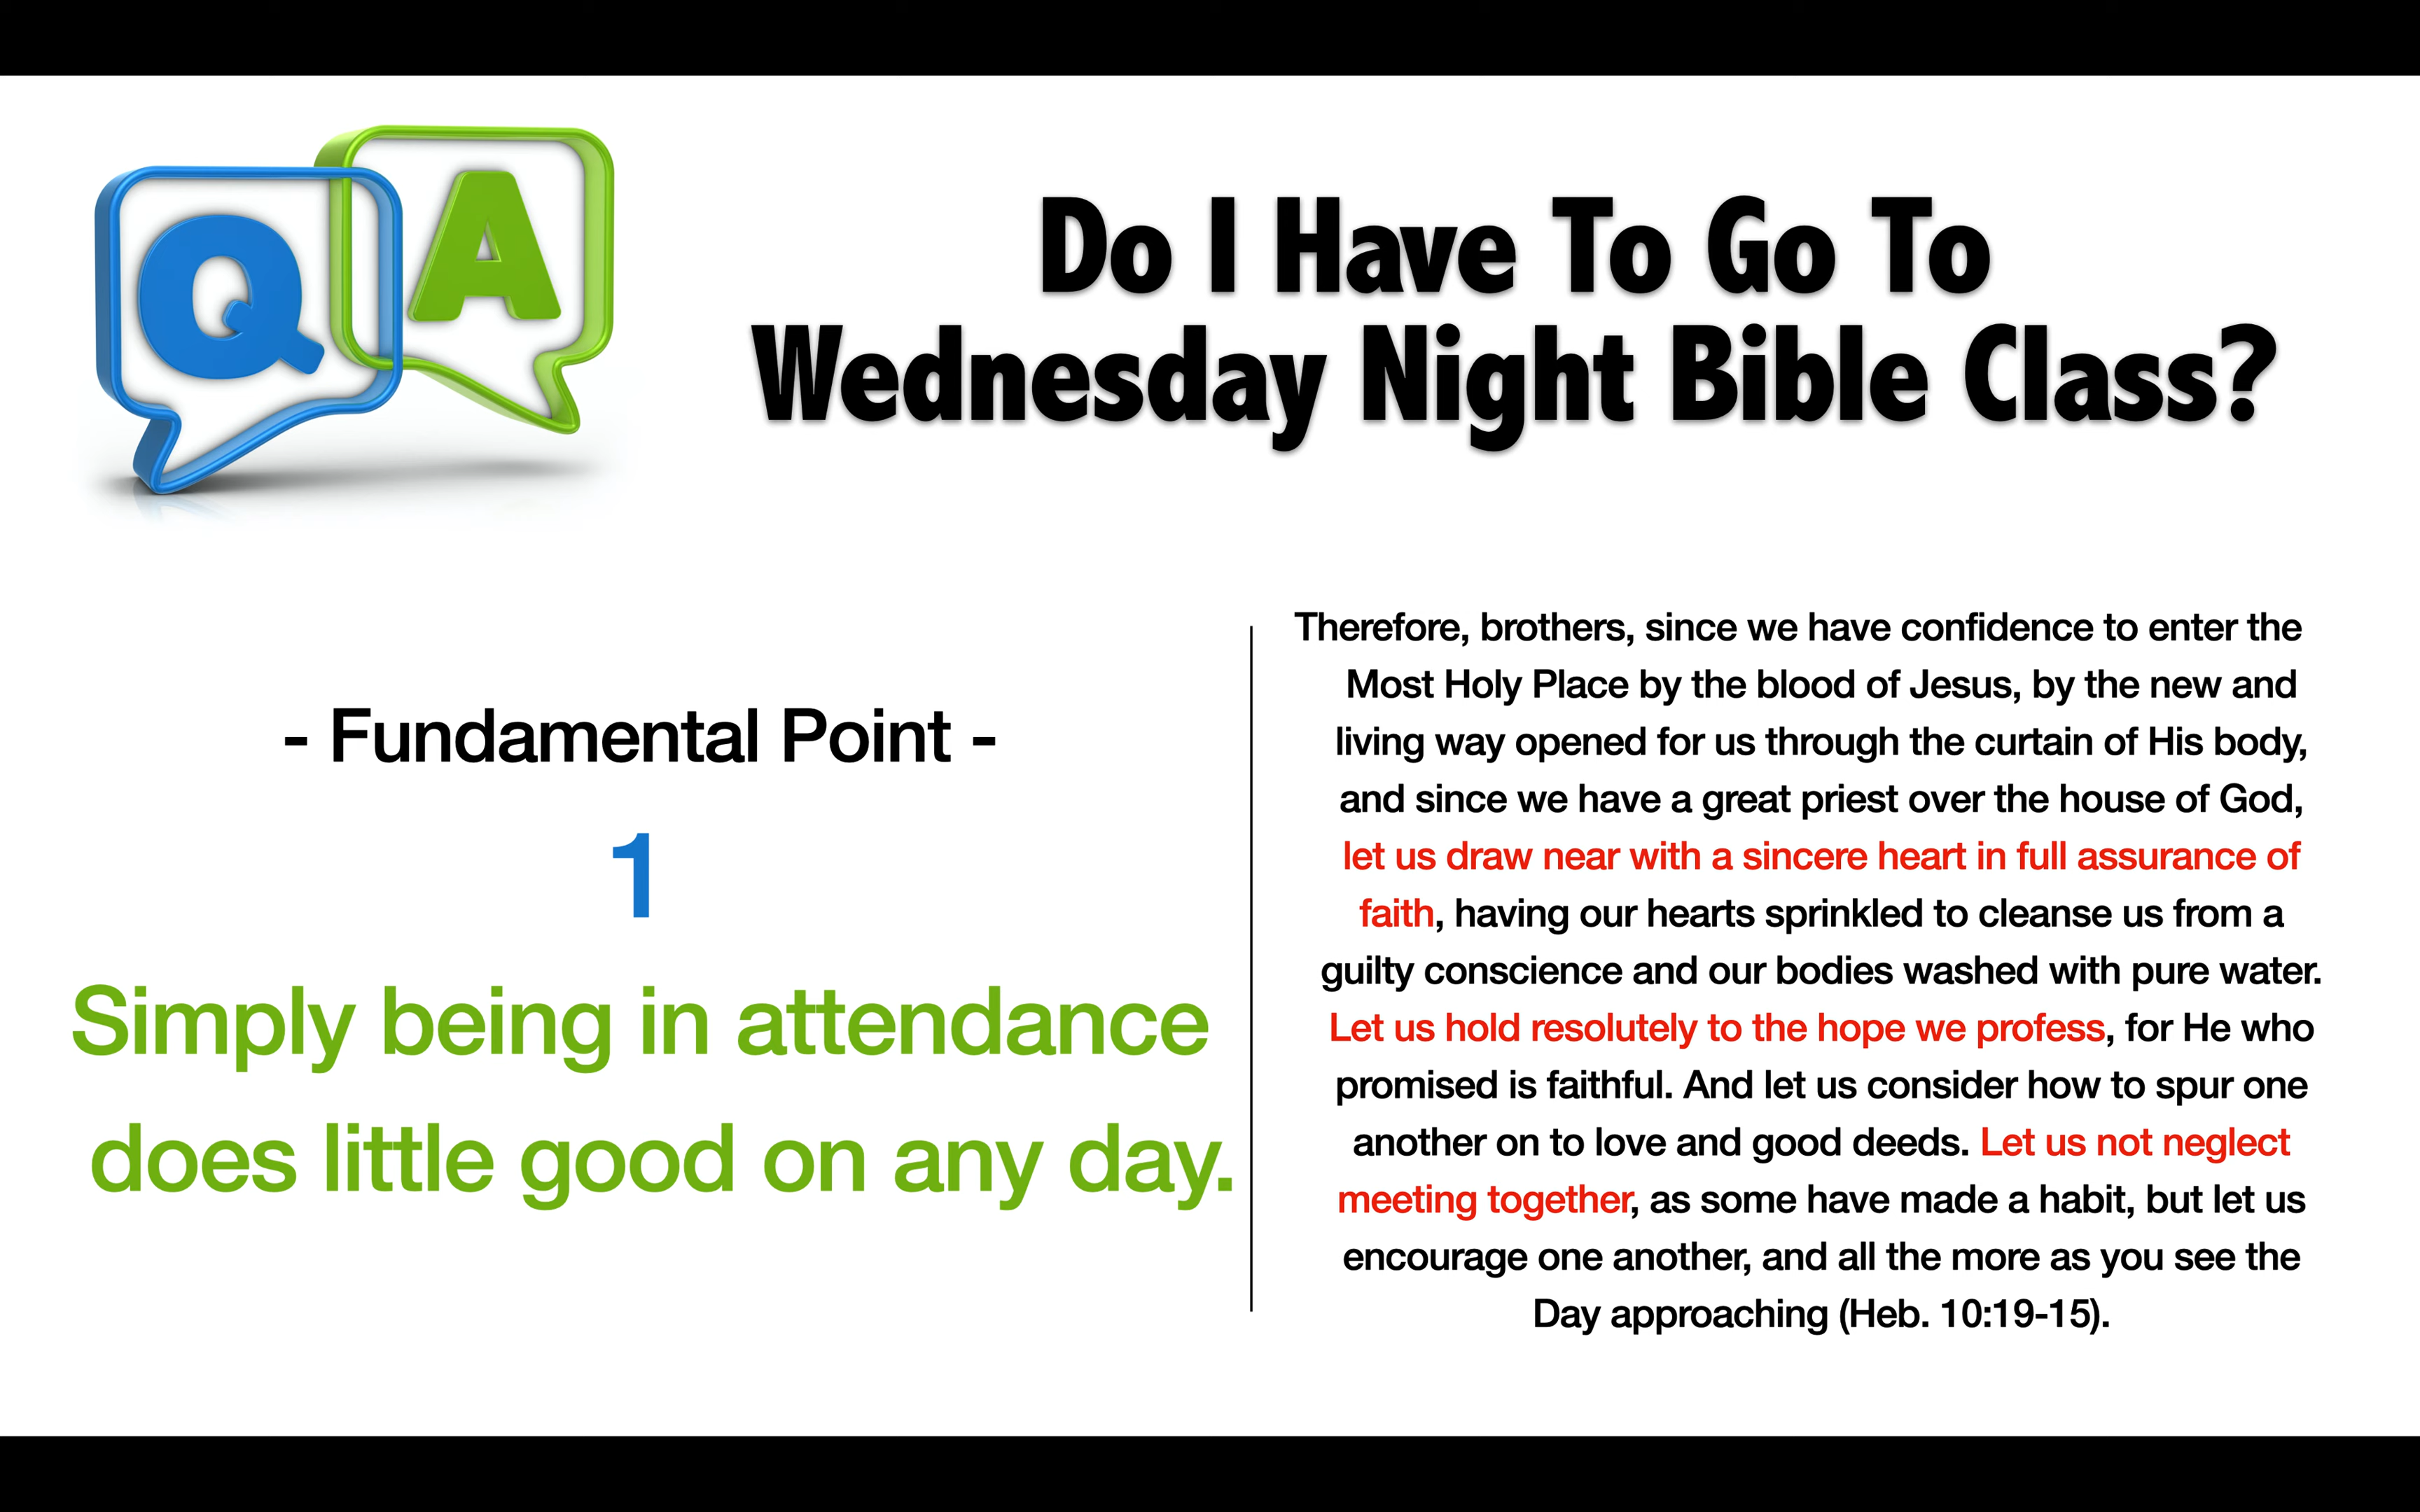 Q A
Do I Have To Go To
Wednesday Night Bible Class?
- Fundamental Point -
1
Simply being in attendance
does little good on any day.
Therefore, brothers, since we have confidence to enter the
Most Holy Place by the blood of Jesus, by the new and
living way opened for us through the curtain of His body,
and since we have a great priest over the house of God,
let us draw near with a sincere heart in full assurance of
faith, having our hearts sprinkled to cleanse us from a
guilty conscience and our bodies washed with pure water.
Let us hold resolutely to the hope we profess, for He who
promised is faithful. And let us consider how to spur one
another on to love and good deeds. Let us not neglect
meeting together, as some have made a habit, but let us
encourage one another, and all the more as you see the
Day approaching (Heb. 10:19-15).